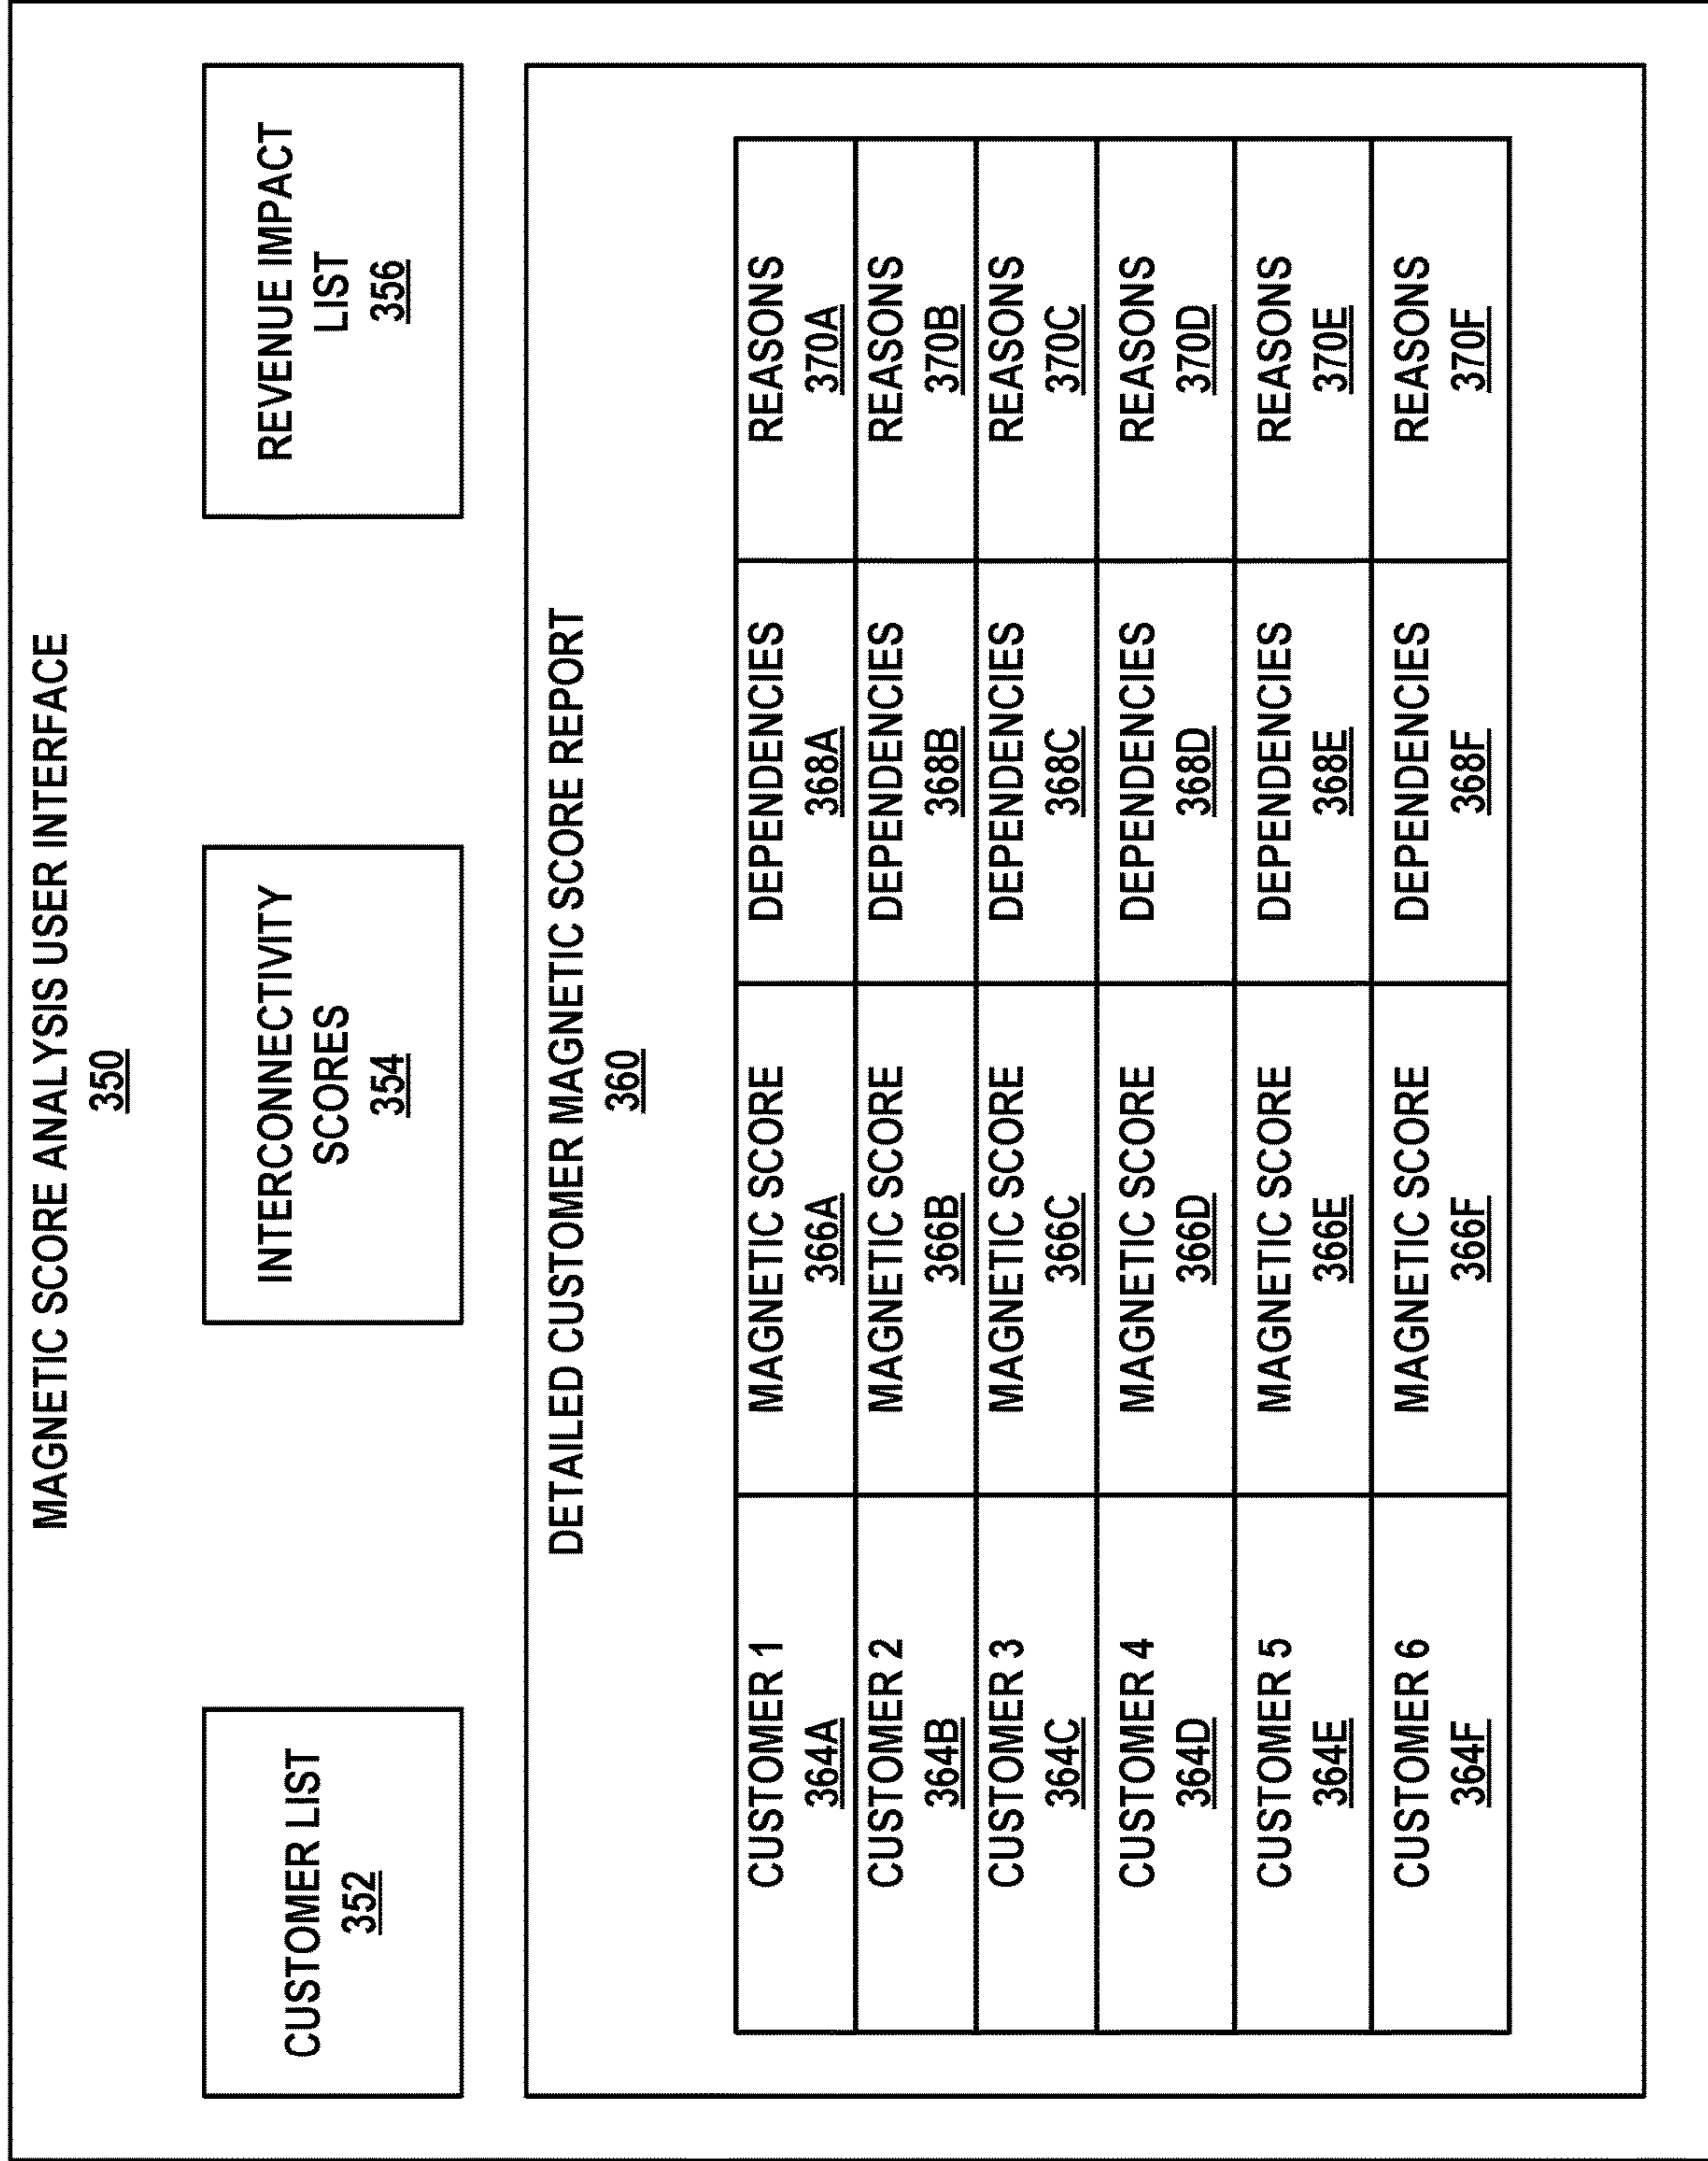 MAGNETIC SCORE ANALYSIS USER INTERFACE
350
CUSTOMER LIST
352
INTERCONNECTIVITY
SCORES
354
REVENUE IMPACT
LIST
356
DETAILED CUSTOMER MAGNETIC SCORE REPORT
360
CUSTOMER 1
364A
MAGNETIC SCORE
366A
DEPENDENCIES
368A
REASONS
370A
CUSTOMER 2
364B
MAGNETIC SCORE
366B
DEPENDENCIES
368B
REASONS
370B
CUSTOMER 3
364C
MAGNETIC SCORE
366C
DEPENDENCIES
368C
REASONS
370C
CUSTOMER 4
364D
MAGNETIC SCORE
366D
DEPENDENCIES
368D
REASONS
370D
CUSTOMER 5
364E
MAGNETIC SCORE
366E
DEPENDENCIES
368E
REASONS
370E
CUSTOMER 6
364F
MAGNETIC SCORE
366F
DEPENDENCIES
368F
REASONS
370F